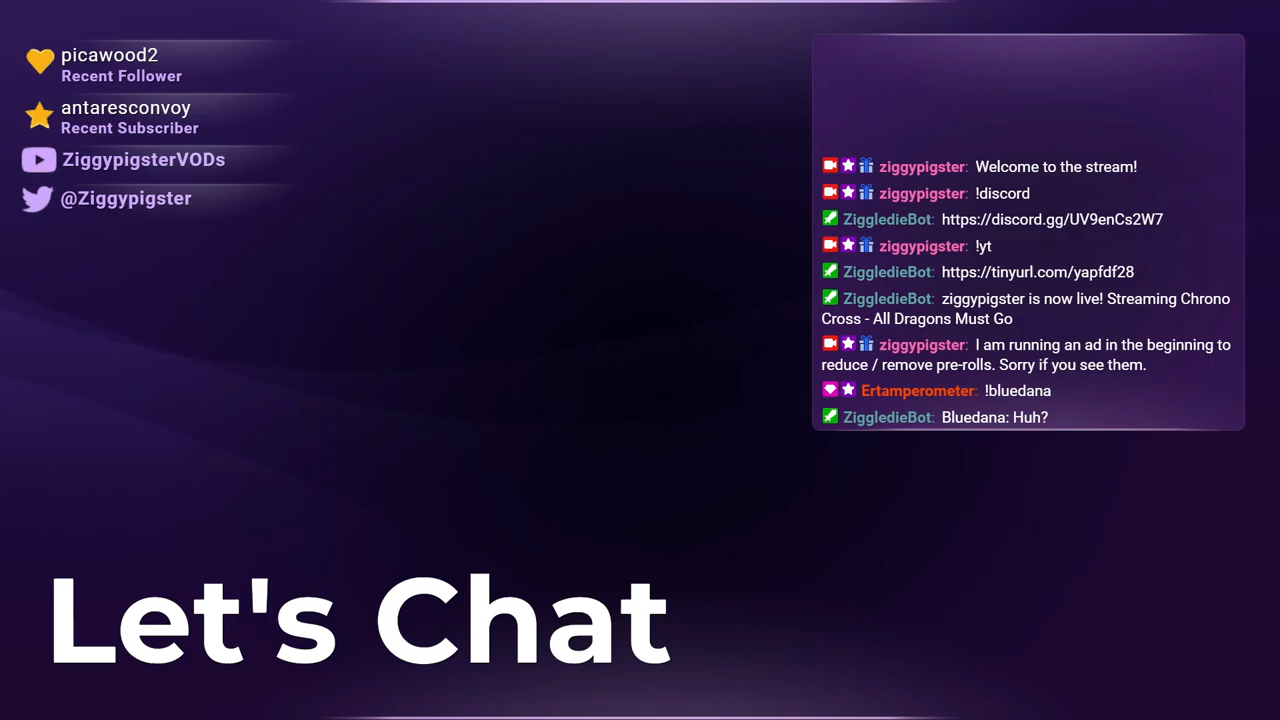 picawood2
Recent Follower
antaresconvoy
Recent Subscriber
ZiggypigsterVODs
@Ziggypigster
ziggypigster: Welcome to the stream!
ziggypigster: !discord
ZiggledieBot: https://discord.gg/UV9enCs2W7
ziggypigster: !yt
ZiggledieBot: https://tinyurl.com/yapfdf28
ZiggledieBot: ziggypigster is now live! Streaming Chrono
Cross - All Dragons Must Go
ziggypigster: I am running an ad in the beginning to
reduce / remove pre-rolls. Sorry if you see them.
Ertamperometer: !bluedana
ZiggledieBot: Bluedana: Huh?
Let's Chat